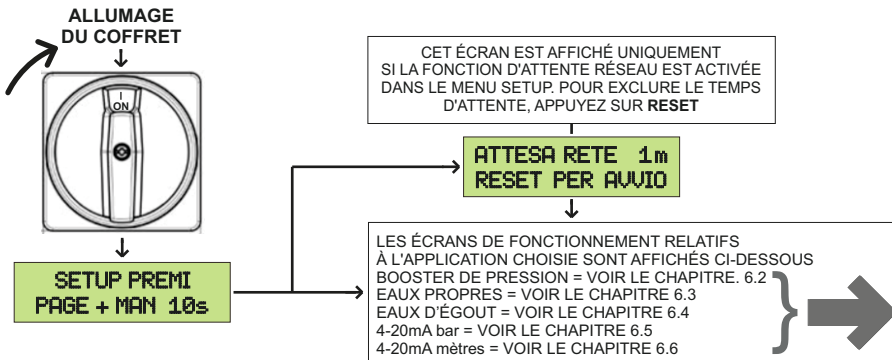 ALLUMAGE
DU COFFRET
I
ON
SETUP PREMI
PAGE + MAN 10s
CET ÉCRAN EST AFFICHÉ UNIQUEMENT
SI LA FONCTION D'ATTENTE RÉSEAU EST ACTIVÉE
DANS LE MENU SETUP. POUR EXCLURE LE TEMPS
D'ATTENTE, APPUYEZ SUR RESET
ATTESA RETE 1m
RESET PER AVVIO
LES ÉCRANS DE FONCTIONNEMENT RELATIFS
À L'APPLICATION CHOISIE SONT AFFICHÉS CI-DESSOUS
BOOSTER DE PRESSION = VOIR LE CHAPITRE. 6.2
EAUX PROPRES = VOIR LE CHAPITRE 6.3
EAUX D'ÉGOUT = VOIR LE CHAPITRE 6.4
4-20mA bar = VOIR LE CHAPITRE 6.5
4-20mA mètres = VOIR LE CHAPITRE 6.6